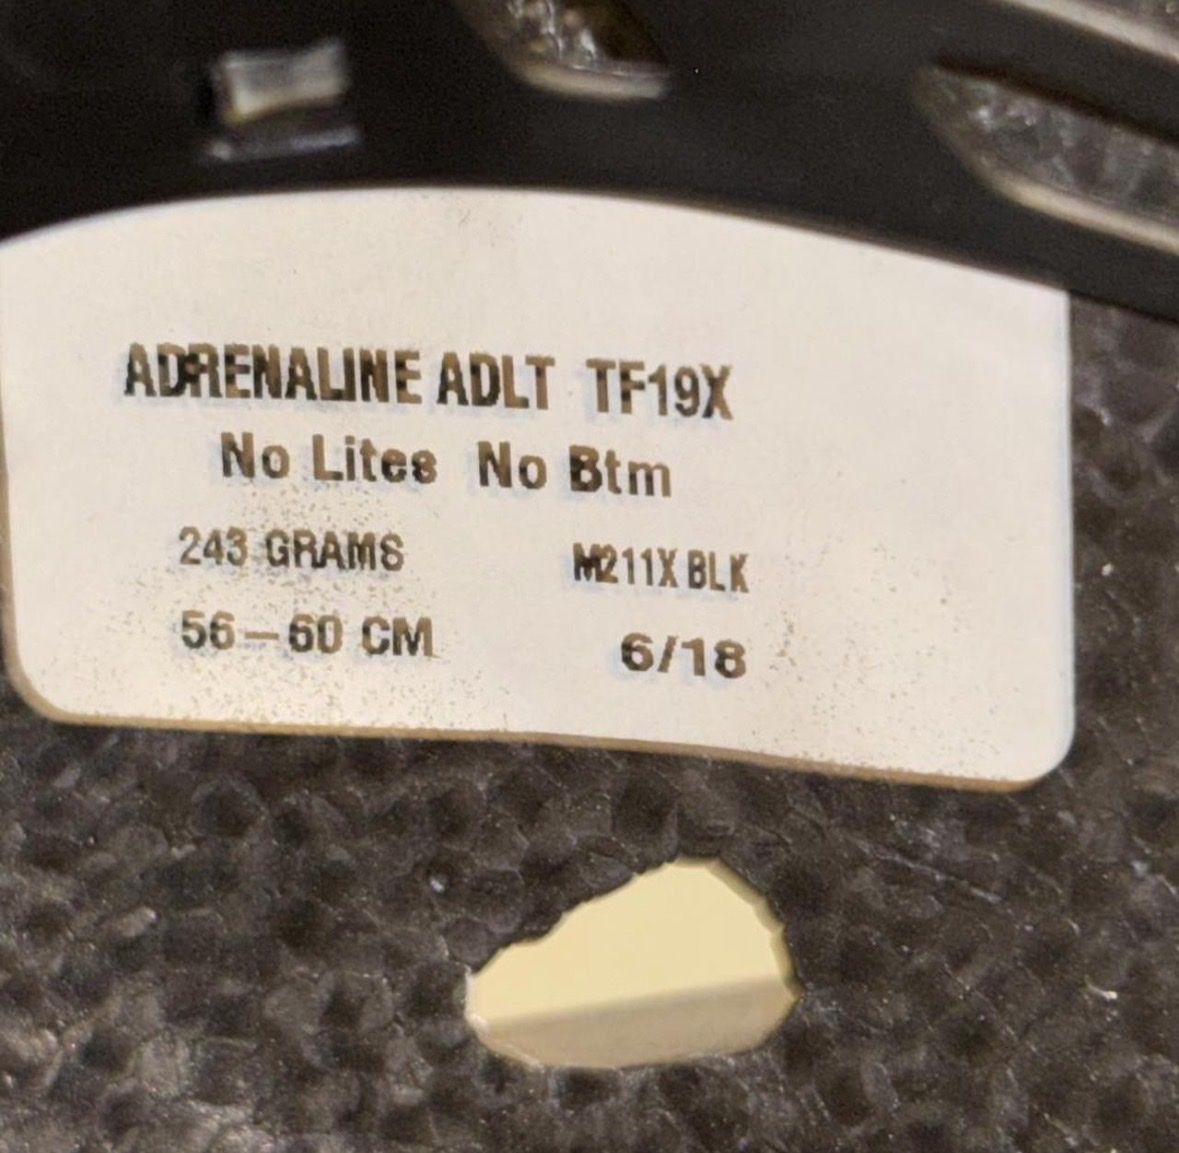 ADRENALINE ADLT TF19X
No Lites No Btm
243 GRAMS M211X BLK
56–60 CM 6/18